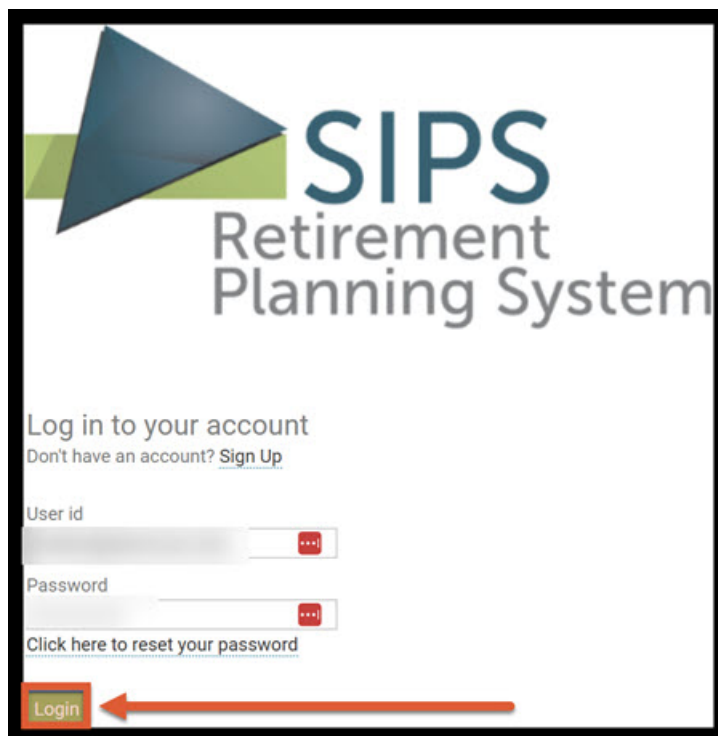 SIPS
Retirement
Planning System
Log in to your account
Don't have an account? Sign Up
User id
Password
Click here to reset your password
Login